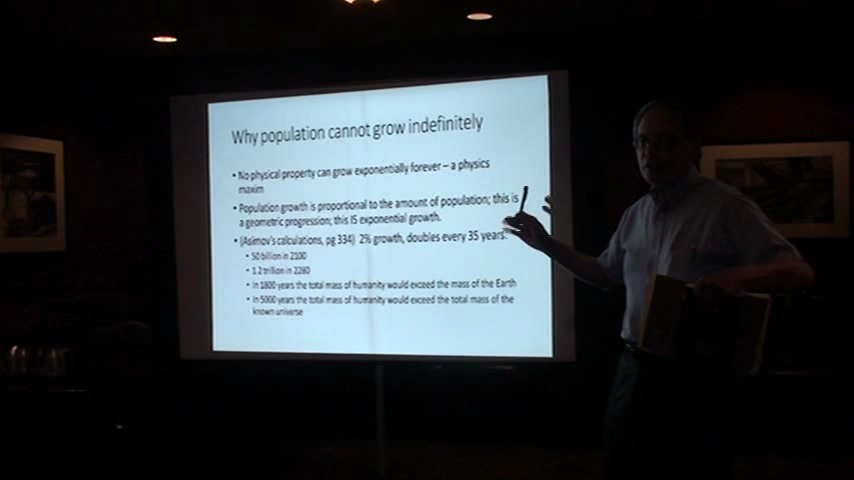 Why population cannot grow indefinitely
• No physical property can grow exponentially forever – a physics
maxim
• Population growth is proportional to the amount of population; this is
a geometric progression; this IS exponential growth.
• (Asimov's calculations, pg 334) 2% growth, doubles every 35 years.
• 50 billion in 2100
• 1.2 trillion in 2280
• In 1800 years the total mass of humanity would exceed the mass of the Earth
• In 5000 years the total mass of humanity would exceed the total mass of the
known universe